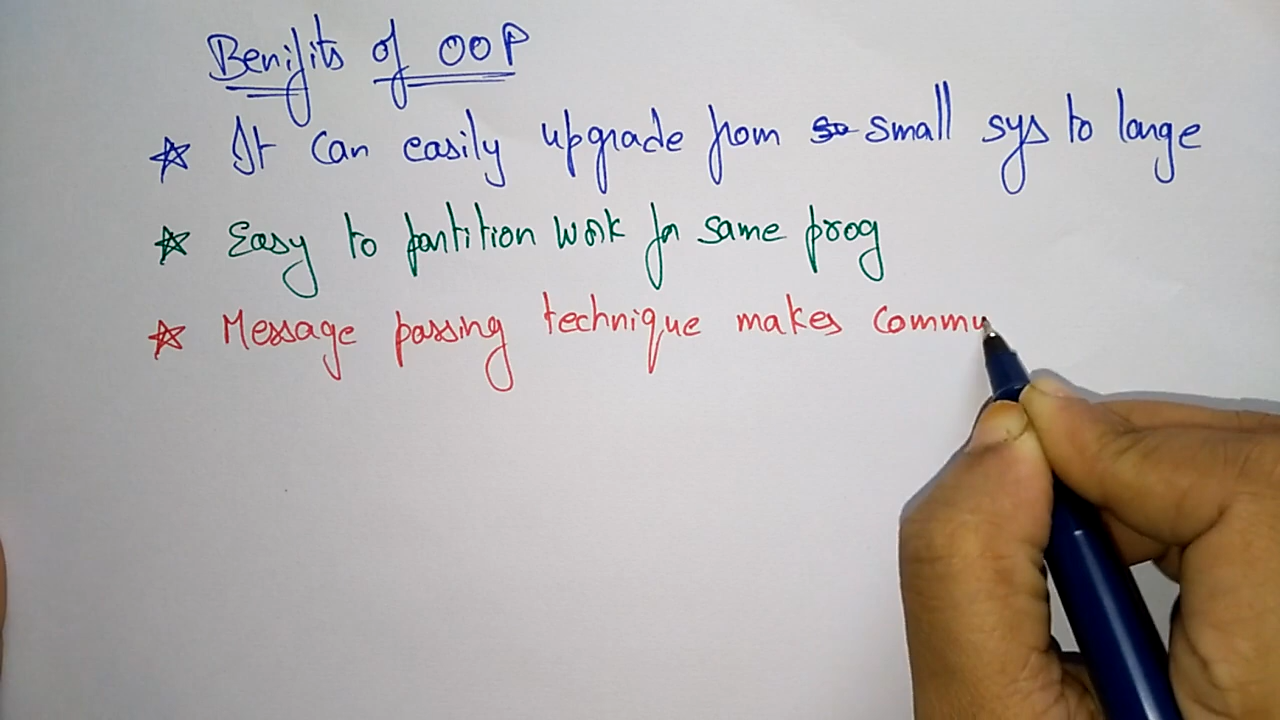 Benifits of OOP
It can easily upgrade from small sys to large
Easy to partition work for same prog
Message passing technique makes commu